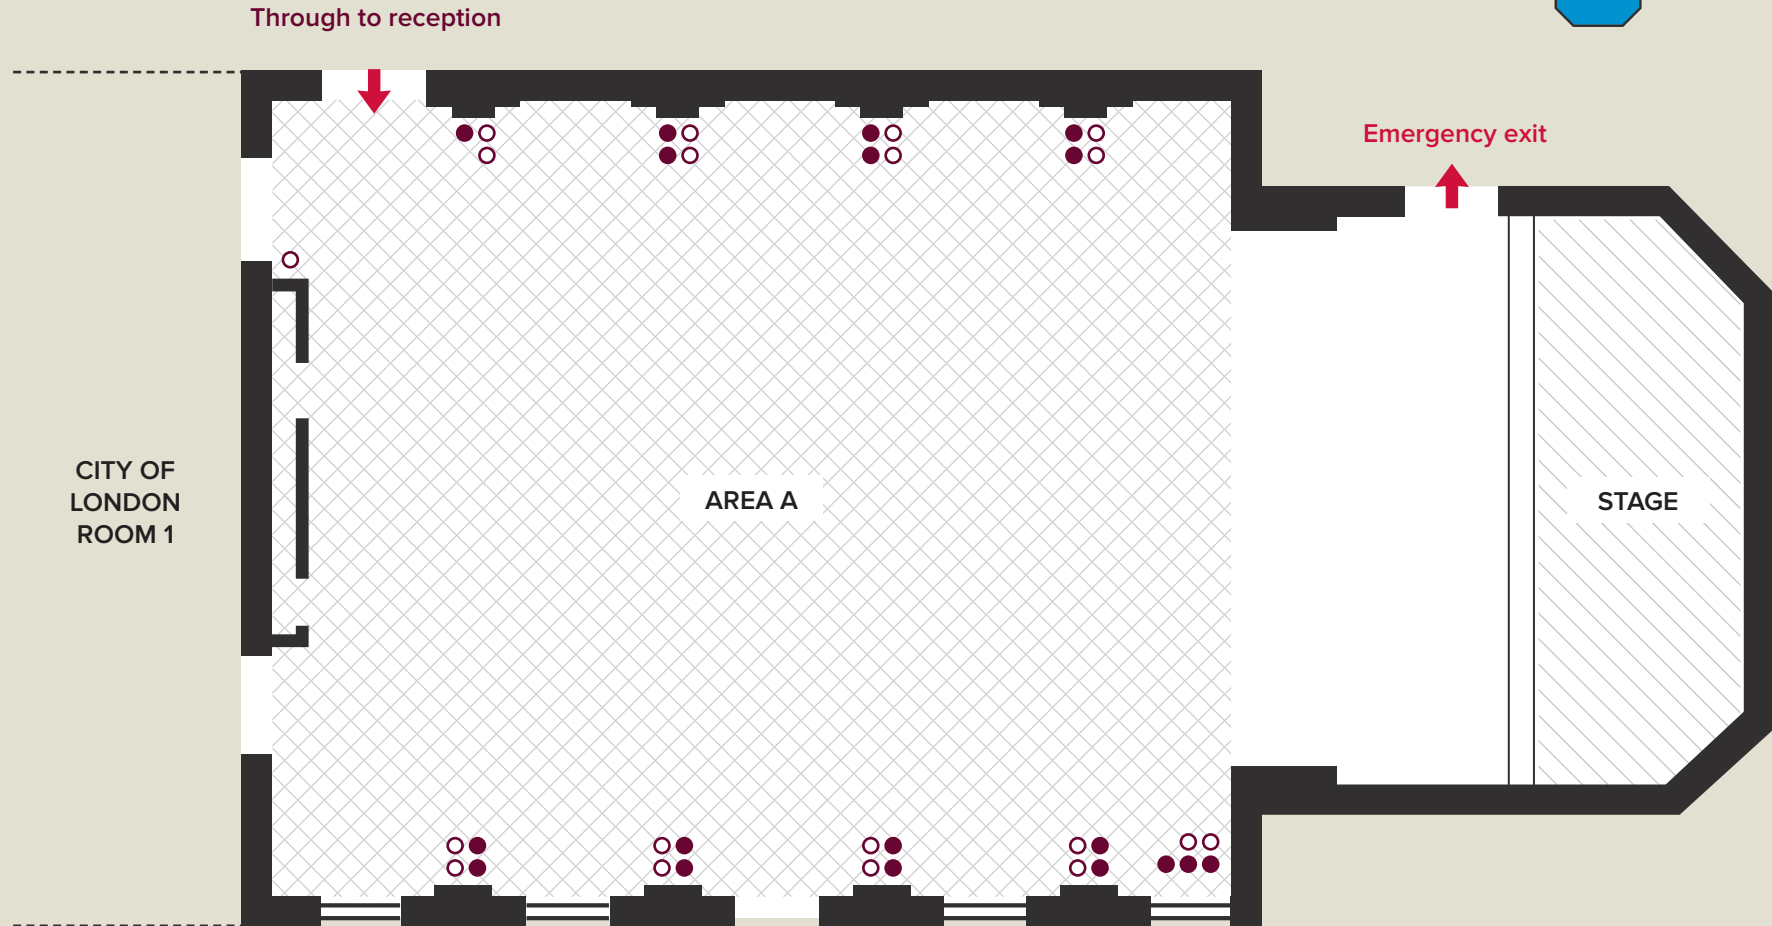 Through to reception
Emergency exit
CITY OF
LONDON
ROOM 1
AREA A
STAGE